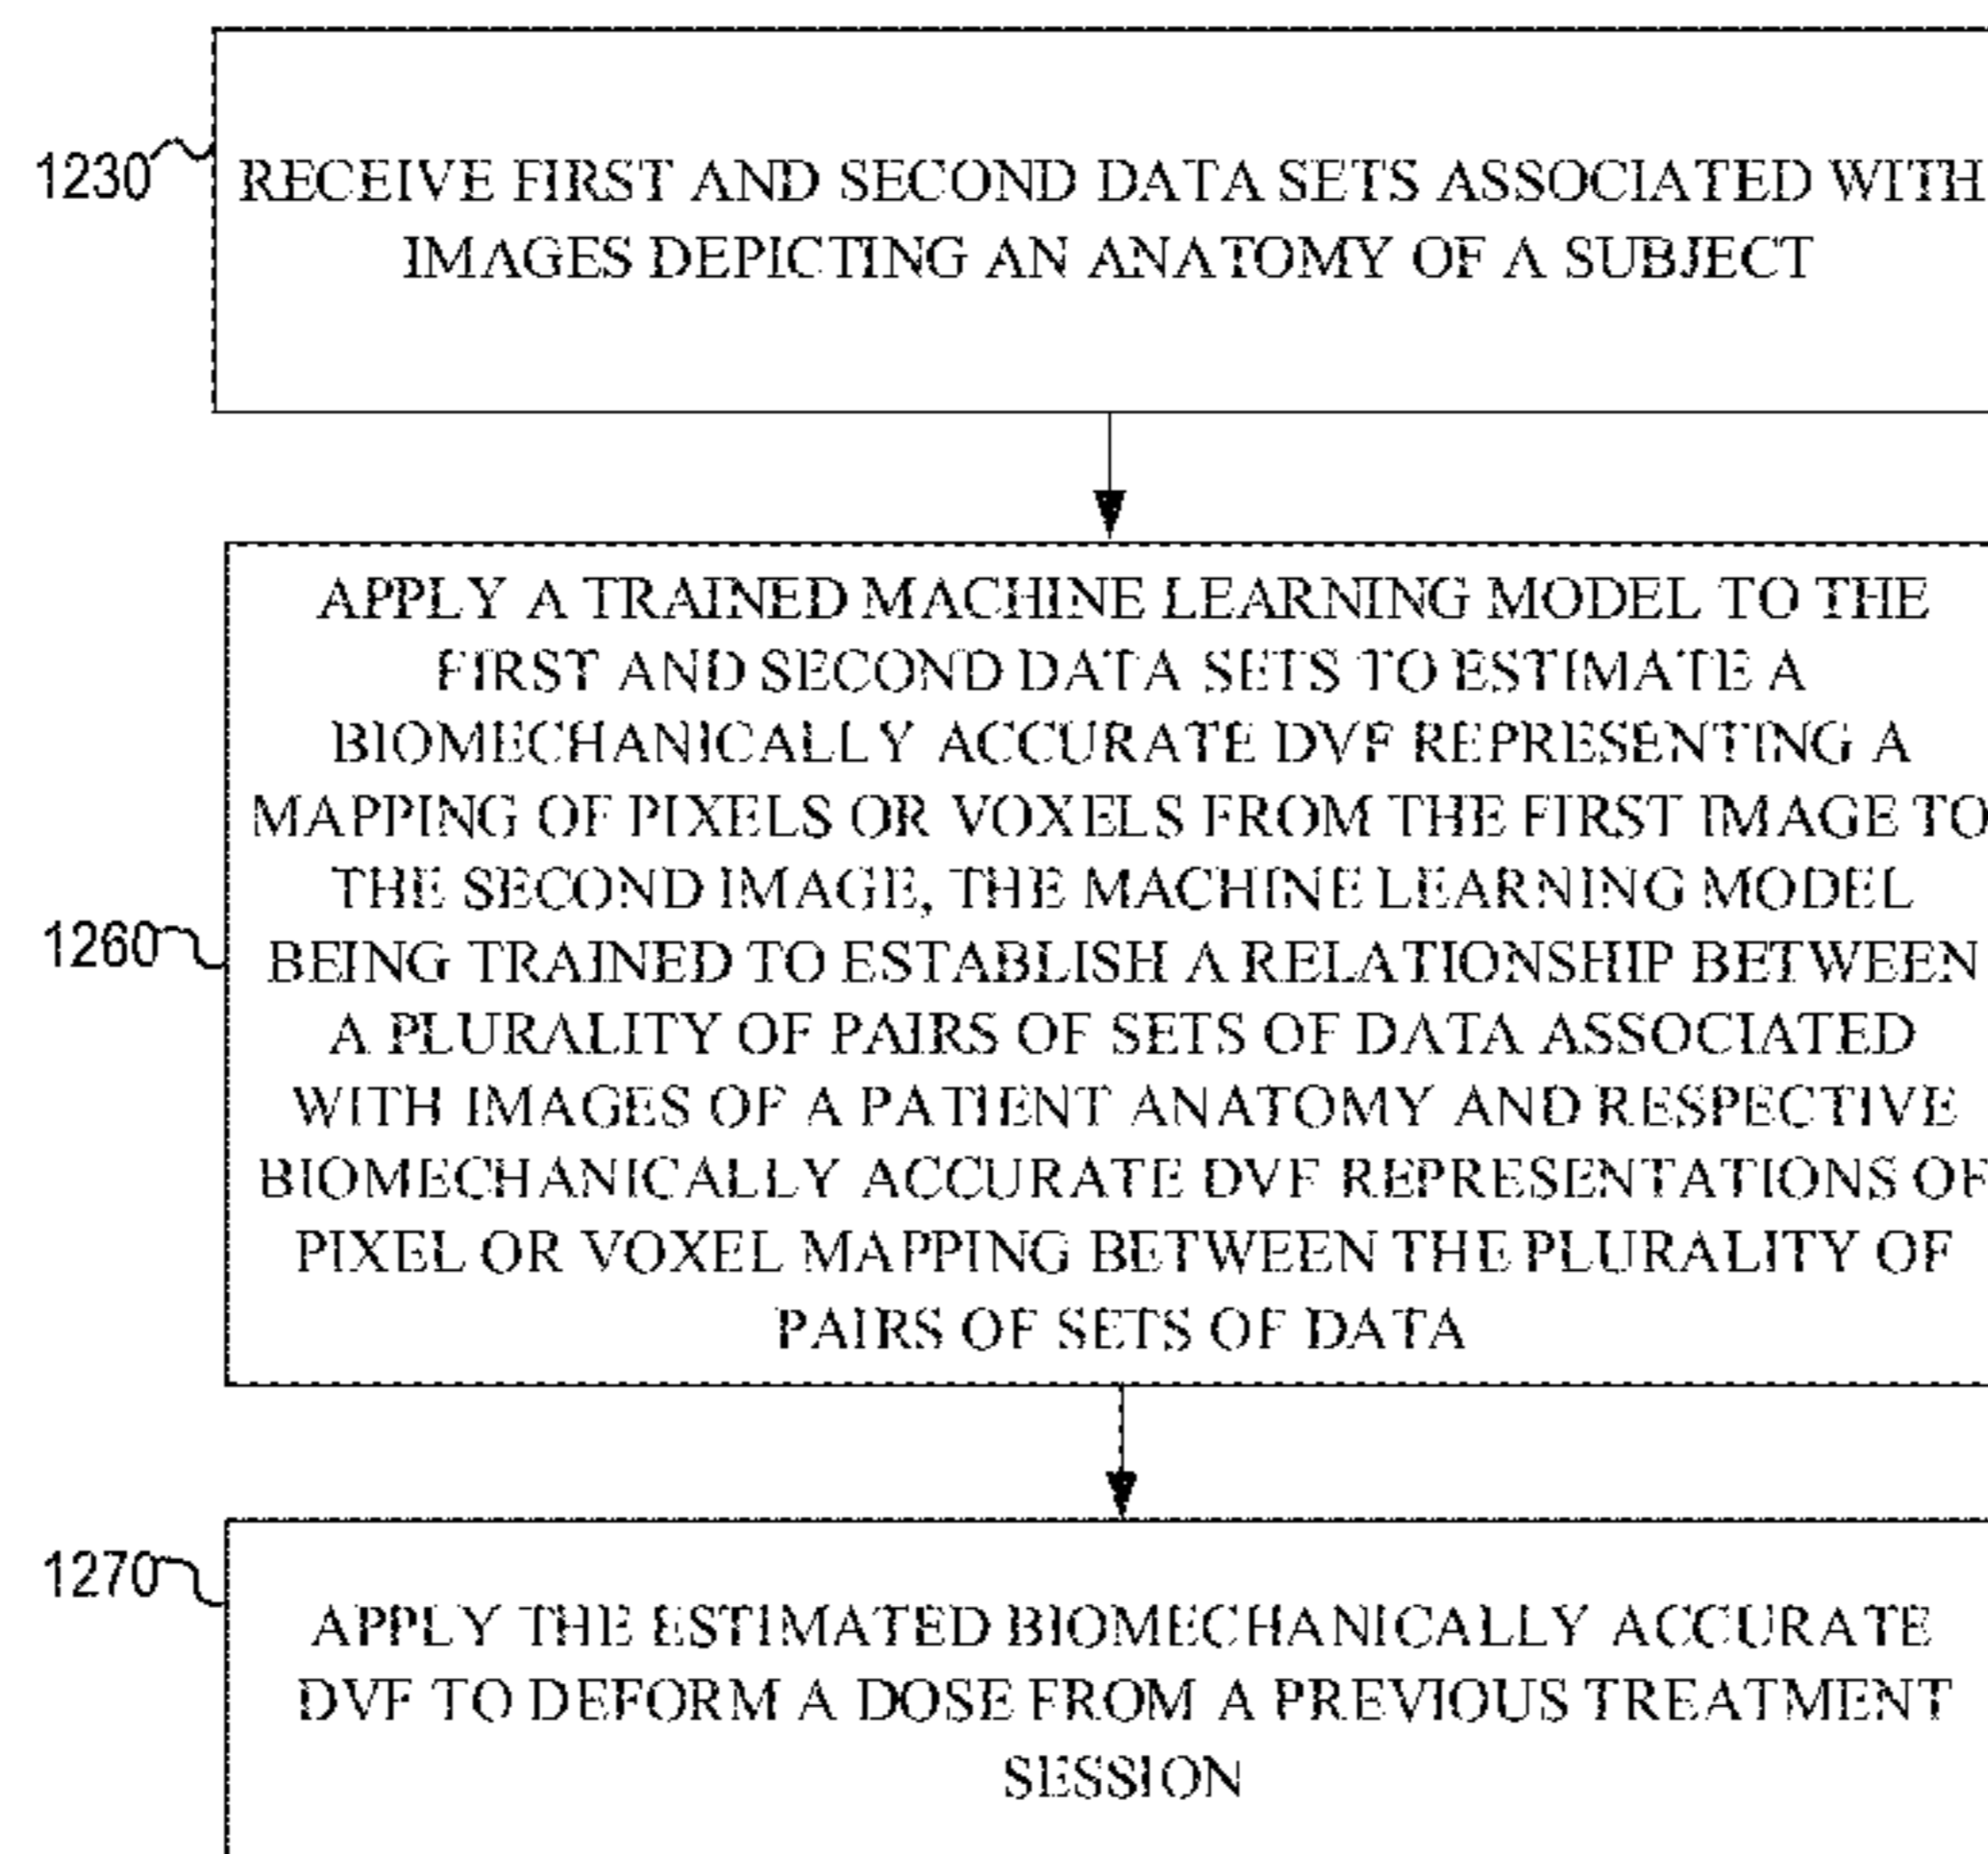 1230
RECEIVE FIRST AND SECOND DATA SETS ASSOCIATED WITH
IMAGES DEPICTING AN ANATOMY OF A SUBJECT
APPLY A TRAINED MACHINE LEARNING MODEL TO THE
FIRST AND SECOND DATA SETS TO ESTIMATE A
BIOMECHANICALLY ACCURATE DVF REPRESENTING A
MAPPING OF PIXELS OR VOXELS FROM THE FIRST IMAGE TO
THE SECOND IMAGE, THE MACHINE LEARNING MODEL
1260
BEING TRAINED TO ESTABLISH A RELATIONSHIP BETWEEN
A PLURALITY OF PAIRS OF SETS OF DATA ASSOCIATED
WITH IMAGES OF A PATIENT ANATOMY AND RESPECTIVE
BIOMECHANICALLY ACCURATE DVF REPRESENTATIONS OF
PIXEL OR VOXEL MAPPING BETWEEN THE PLURALITY OF
PAIRS OF SETS OF DATA
1270
APPLY THE ESTIMATED BIOMECHANICALLY ACCURATE
DVF TO DEFORM A DOSE FROM A PREVIOUS TREATMENT
SESSION